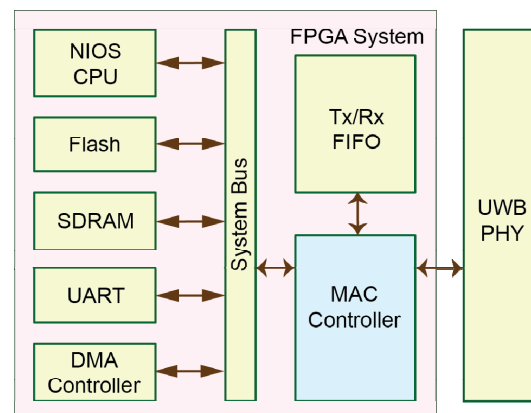 FPGA System
NIOS
CPU
Flash
SDRAM
UART
DMA
Controller
System Bus
Tx/Rx
FIFO
MAC
Controller
UWB
PHY